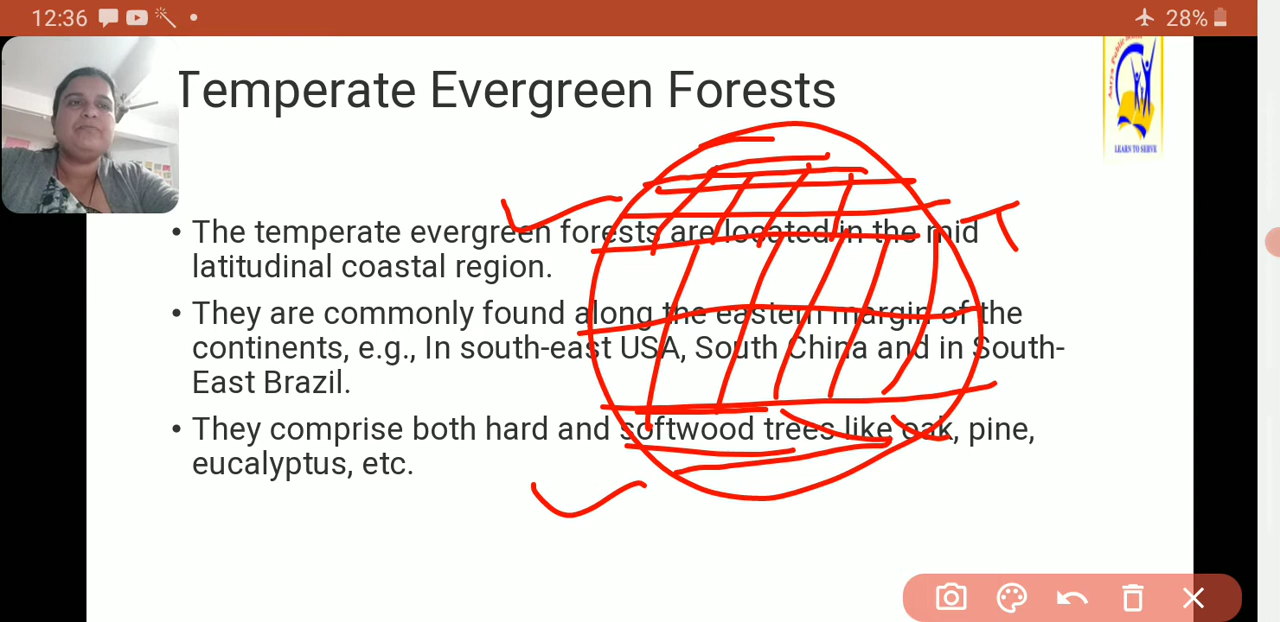 12:36
28%
Temperate Evergreen Forests
LEARN TO SERVE
• The temperate evergreen forests are located in the mid
latitudinal coastal region.
• They are commonly found along the eastern margin of the
continents, e.g., In south-east USA, South China and in South-
East Brazil.
• They comprise both hard and softwood trees like oak, pine,
eucalyptus, etc.